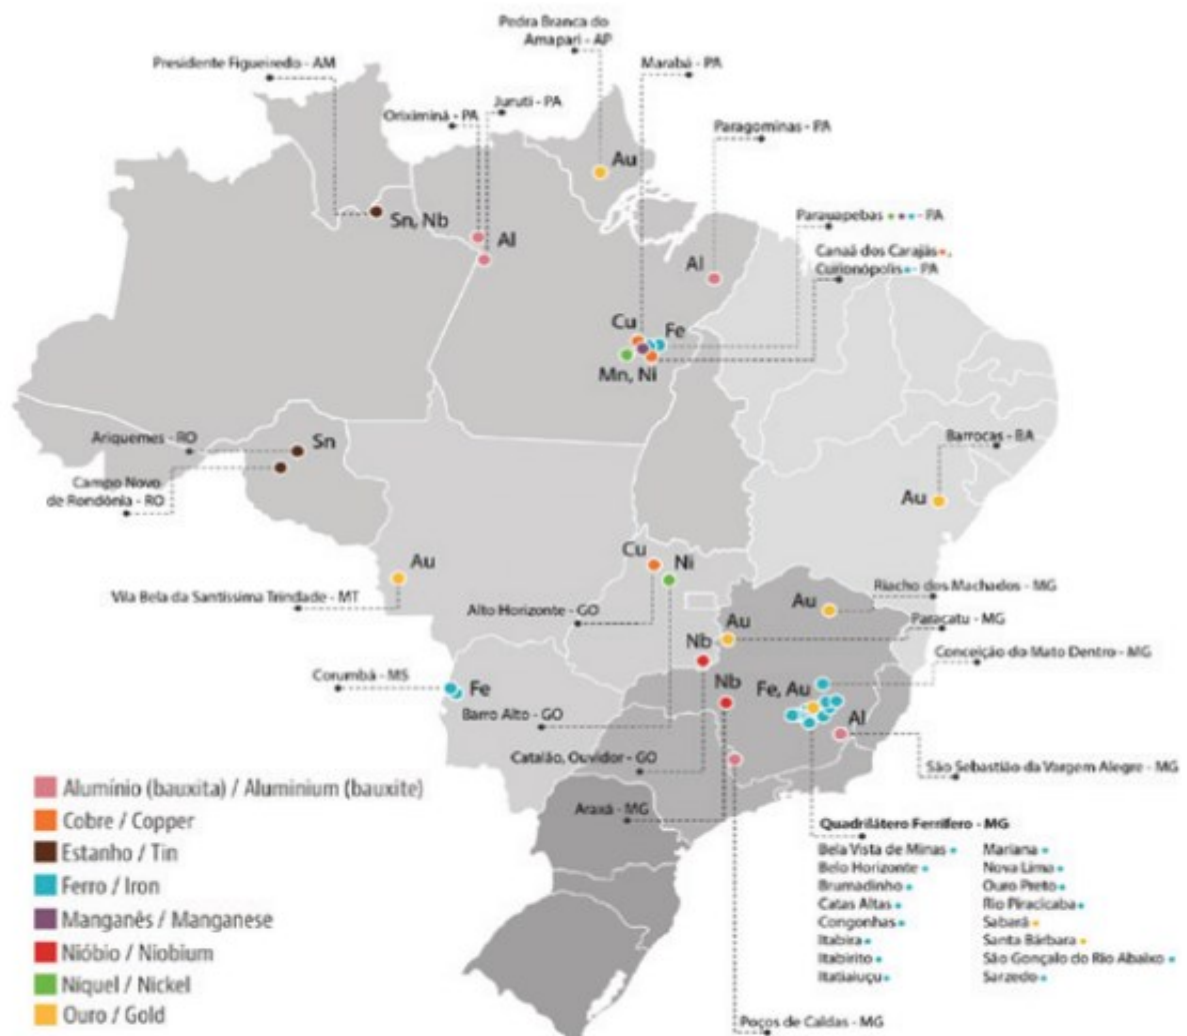 Pedra Branca do
Amapari - AP
Presidente Figueiredo - AM
Marabá - PA
Juruti - PA
Oriximiná - PA
Paragominas - PA
Au
Sn, Nb
Parauapebas - PA
Al
Canaã dos Carajás,
Al
Curionópolis - PA
Cu
Fe
Mn, Ni
Ariquemes - RO
Sn
Barrocas - BA
Campo Novo
de Rondônia - RO
Au
Au
Cu
Ni
Vila Bela da Santíssima Trindade - MT
Alto Horizonte - GO
Riacho dos Machados - MG
Au
Au
Paracatu - MG
Nb
Conceição do Mato Dentro - MG
Corumbá - MS
Fe
Nb
Fe, Au
Barro Alto - GO
Al
Catalão, Ouvidor - GO
São Sebastião da Vargem Alegre - MG
Alumínio (bauxita) / Aluminium (bauxite)
Cobre / Copper
Estanho / Tin
Ferro / Iron
Manganês / Manganese
Nióbio / Niobium
Níquel / Nickel
Ouro / Gold
Araxá - MG
Quadrilátero Ferrífero - MG
Bela Vista de Minas
Belo Horizonte
Brumadinho
Catas Altas
Congonhas
Itabira
Itabirito
Itatiaiuçu
Mariana
Nova Lima
Ouro Preto
Rio Piracicaba
Sabará
Santa Bárbara
São Gonçalo do Rio Abaixo
Sarzedo
Poços de Caldas - MG